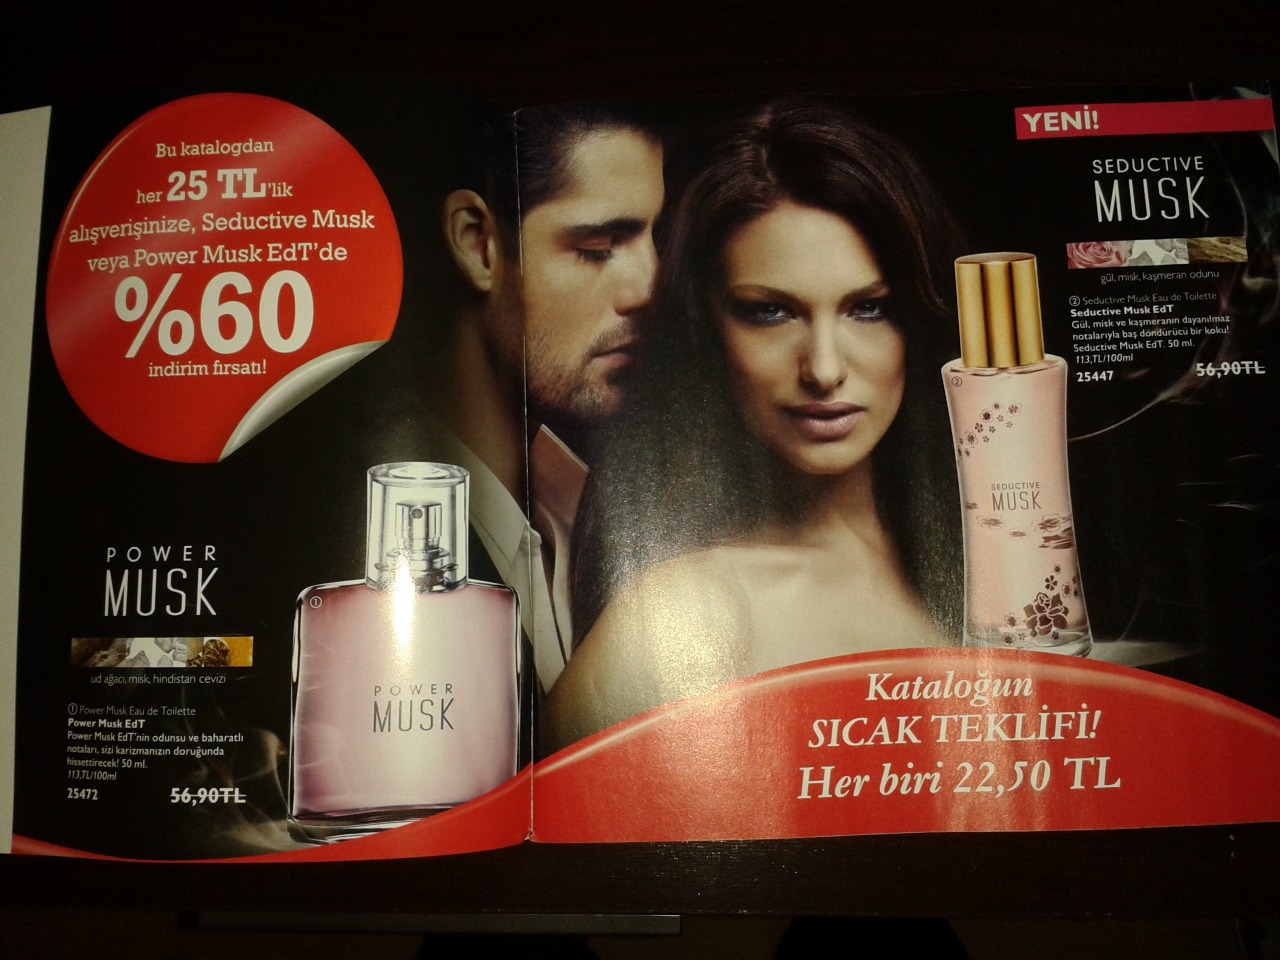 Bu katalogdan
her 25 TL'lik
alışverişinize, Seductive Musk
veya Power Musk EdT'de
%60
indirim fırsatı!
POWER
MUSK
ud ağacı, misk, hindistan cevizi
① Power Musk Eau de Toilette
Power Musk EdT
Power Musk EdT'nin odunsu ve baharatlı
notaları, sizi karizmanızın doruğunda
hissettirecek! 50 ml.
113,TL/100ml
25472 56,90TL
①
POWER
MUSK
YENİ!
SEDUCTIVE
MUSK
gül, misk, kaşmeran odunu
② Seductive Musk Eau de Toilette
Seductive Musk EdT
Gül, misk ve kaşmeranın dayanılmaz
notalarıyla baş döndürücü bir koku!
Seductive Musk EdT. 50 ml.
113,TL/100ml
25447 56,90TL
②
SEDUCTIVE
MUSK
Kataloğun
SICAK TEKLİFİ!
Her biri 22,50 TL